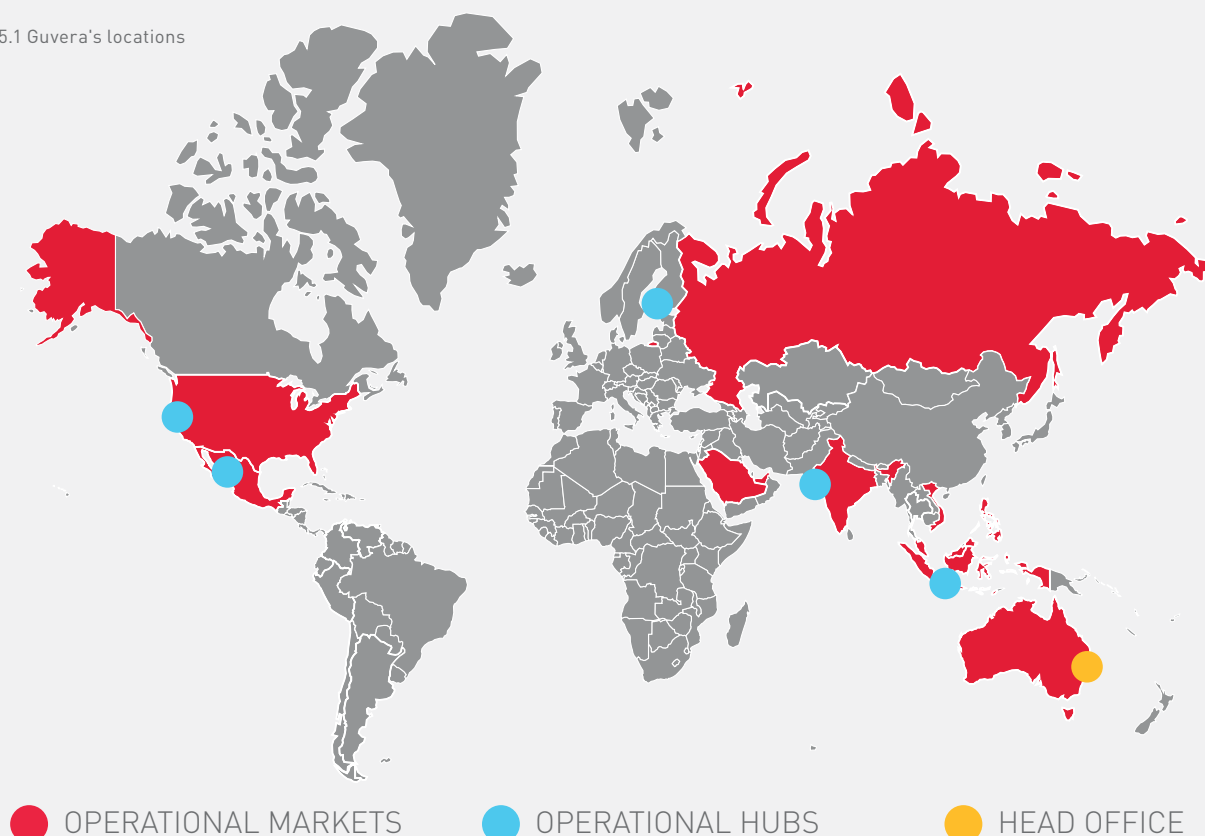 5.1 Guvera's locations
OPERATIONAL MARKETS
OPERATIONAL HUBS
HEAD OFFICE